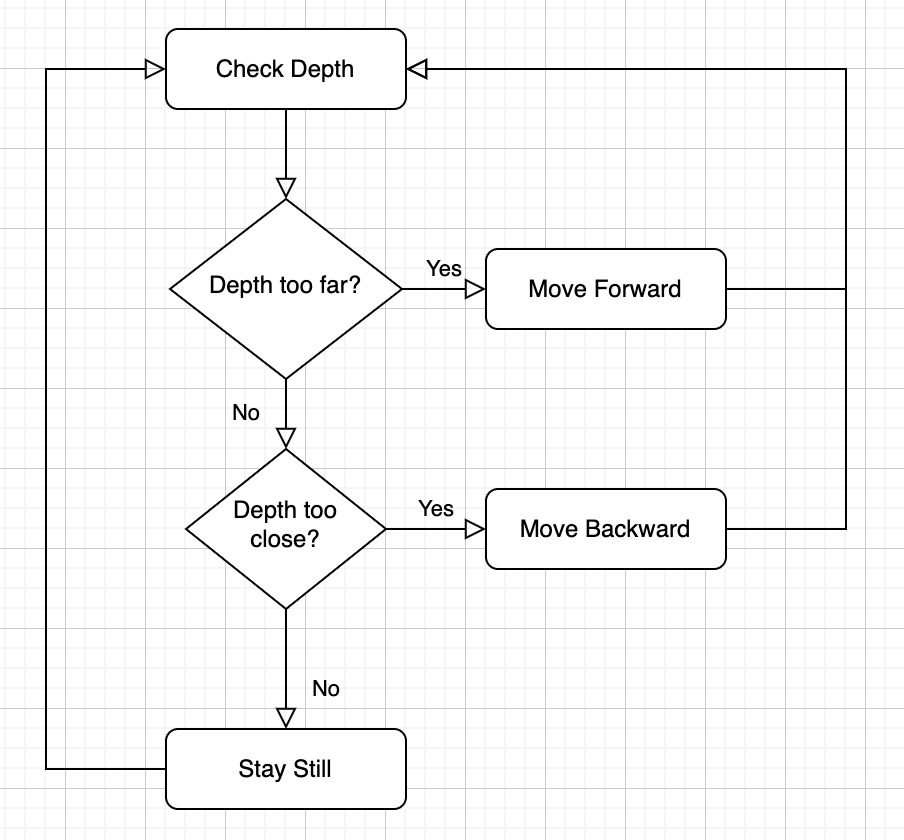 Check Depth
Depth too far?
Yes
Move Forward
No
Depth too
close?
Yes
Move Backward
No
Stay Still